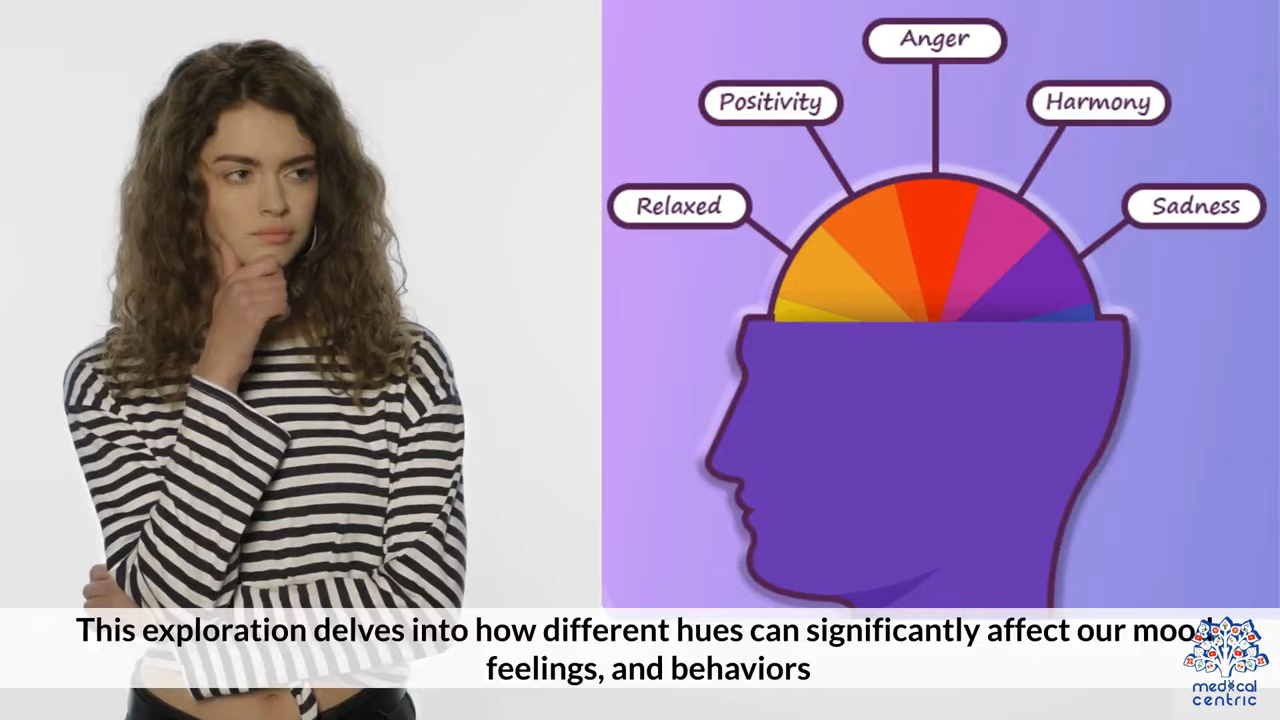 Anger
Positivity
Harmony
Relaxed
Sadness
This exploration delves into how different hues can significantly affect our
feelings, and behaviors
medical
centric